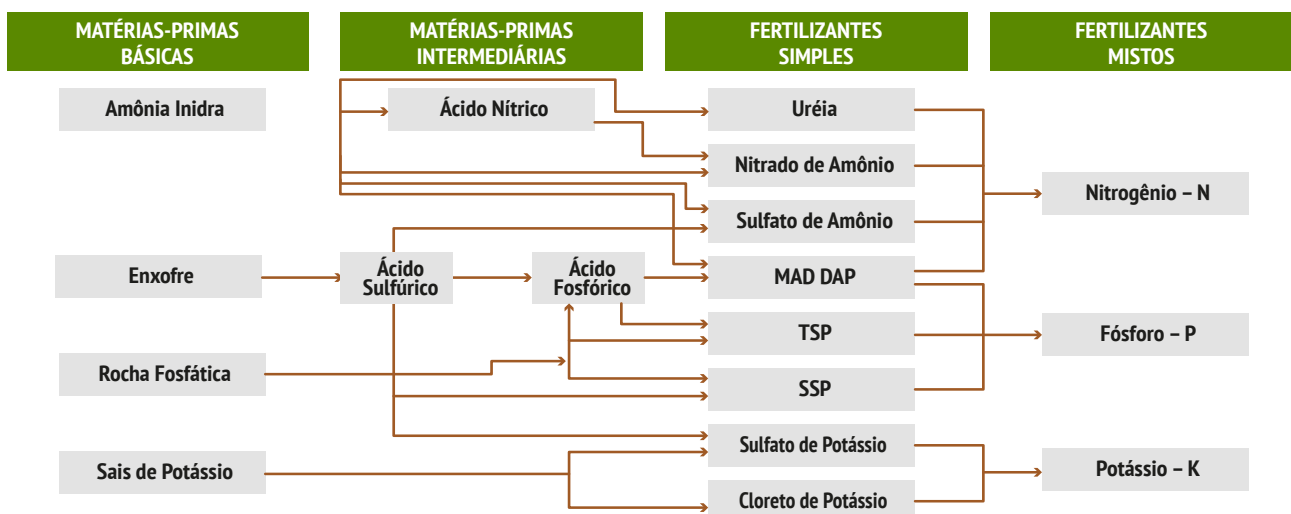 MATÉRIAS-PRIMAS
BÁSICAS
MATÉRIAS-PRIMAS
INTERMEDIÁRIAS
FERTILIZANTES
SIMPLES
FERTILIZANTES
MISTOS
Amônia Inidra
Ácido Nítrico
Uréia
Nitrado de Amônio
Nitrogênio – N
Sulfato de Amônio
Enxofre
Ácido
Sulfúrico
Ácido
Fosfórico
MAD DAP
TSP
Fósforo – P
Rocha Fosfática
SSP
Sulfato de Potássio
Sais de Potássio
Potássio – K
Cloreto de Potássio